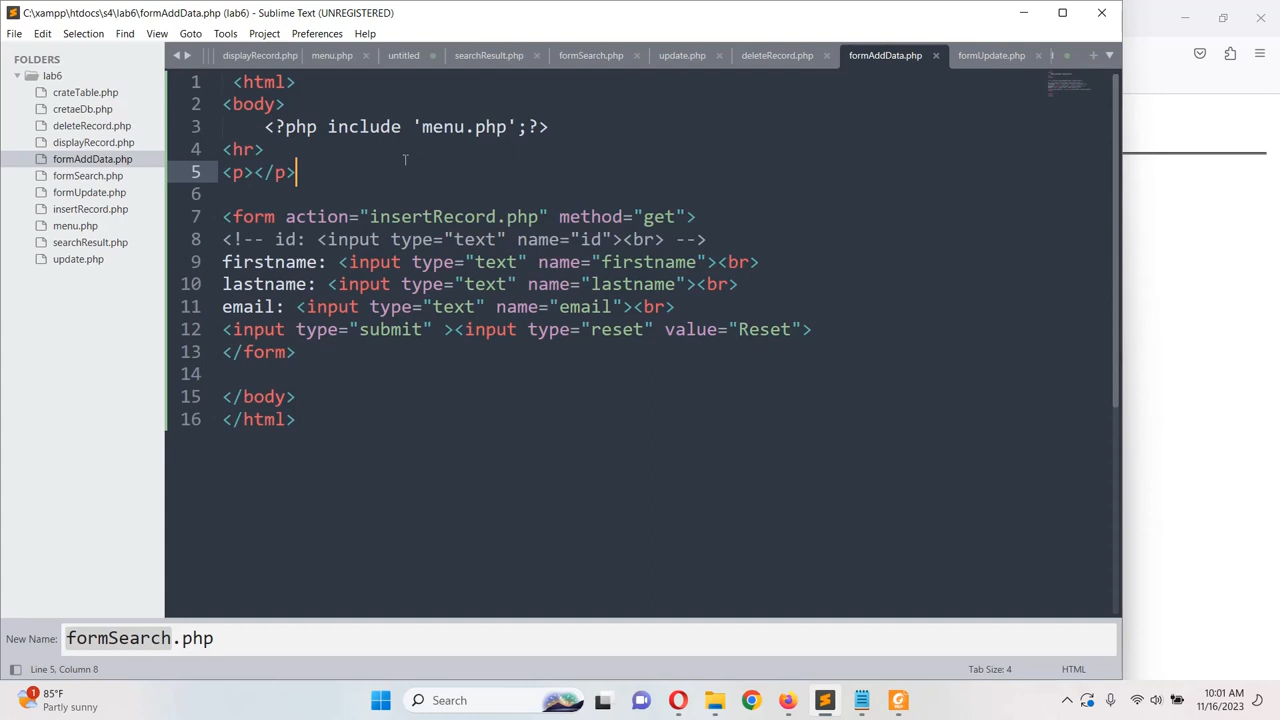 C:\xampp\htdocs\s4\lab6\formAddData.php (lab6) - Sublime Text (UNREGISTERED)
File Edit Selection Find View Goto Tools Project Preferences Help
FOLDERS
lab6
crateTable.php
cretaeDb.php
deleteRecord.php
displayRecord.php
formAddData.php
formSearch.php
formUpdate.php
insertRecord.php
menu.php
searchResult.php
update.php
displayRecord.php menu.php untitled searchResult.php formSearch.php update.php deleteRecord.php formAddData.php formUpdate.php
1 <html>
2 <body>
3 <?php include 'menu.php';?>
4 <hr>
5 <p></p>
6
7 <form action="insertRecord.php" method="get">
8 <!-- id: <input type="text" name="id"><br> -->
9 firstname: <input type="text" name="firstname"><br>
10 lastname: <input type="text" name="lastname"><br>
11 email: <input type="text" name="email"><br>
12 <input type="submit" ><input type="reset" value="Reset">
13 </form>
14
15 </body>
16 </html>
New Name: formSearch.php
Line 5, Column 8 Tab Size: 4 HTML
1
85°F
Partly sunny
Search
10:01 AM
11/16/2023